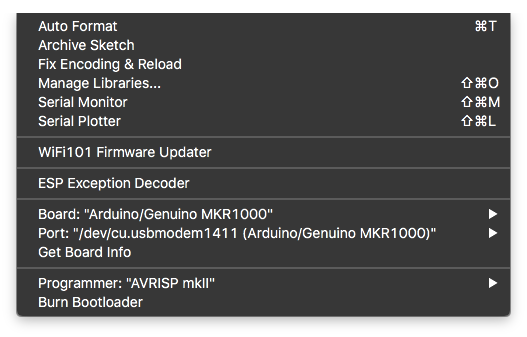 Auto Format ⌘T
Archive Sketch
Fix Encoding & Reload
Manage Libraries... ⇧⌘O
Serial Monitor ⇧⌘M
Serial Plotter ⇧⌘L
WiFi101 Firmware Updater
ESP Exception Decoder
Board: "Arduino/Genuino MKR1000" ▶
Port: "/dev/cu.usbmodem1411 (Arduino/Genuino MKR1000)" ▶
Get Board Info
Programmer: "AVRISP mkII" ▶
Burn Bootloader